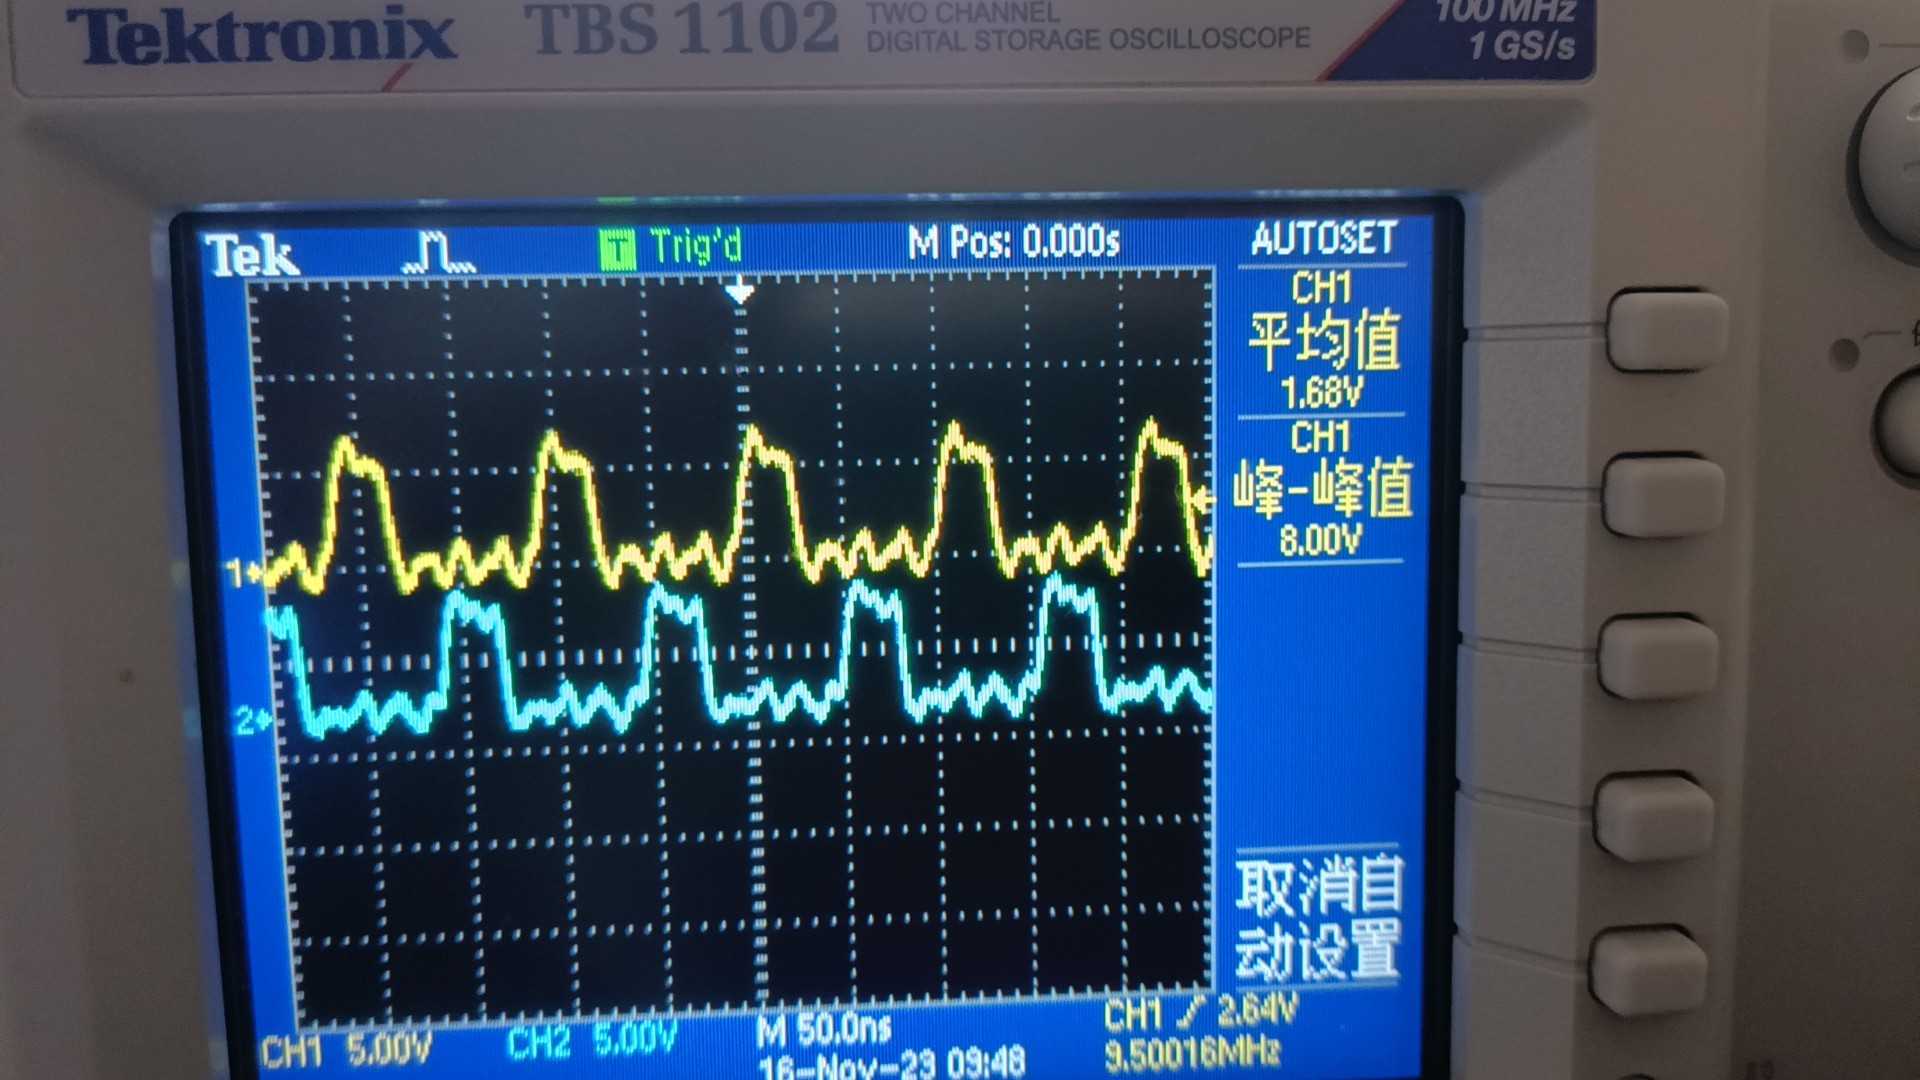 Tektronix TBS 1102 TWO CHANNEL
DIGITAL STORAGE OSCILLOSCOPE
100 MHz
1 GS/s
Tek T Trig'd M Pos: 0.000s AUTOSET
CH1
平均值
1.68V
CH1
峰-峰值
8.00V
1
2
取消自
动设置
CH1 5.00V CH2 5.00V M 50.0ns CH1 / 2.64V
16-Nov-23 09:48 9.50016MHz